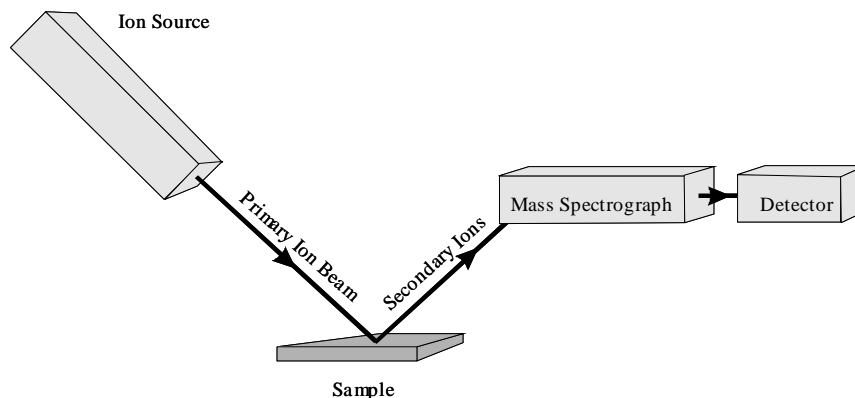 Ion Source
Primary Ion Beam
Secondary Ions
Mass Spectrograph
Detector
Sample